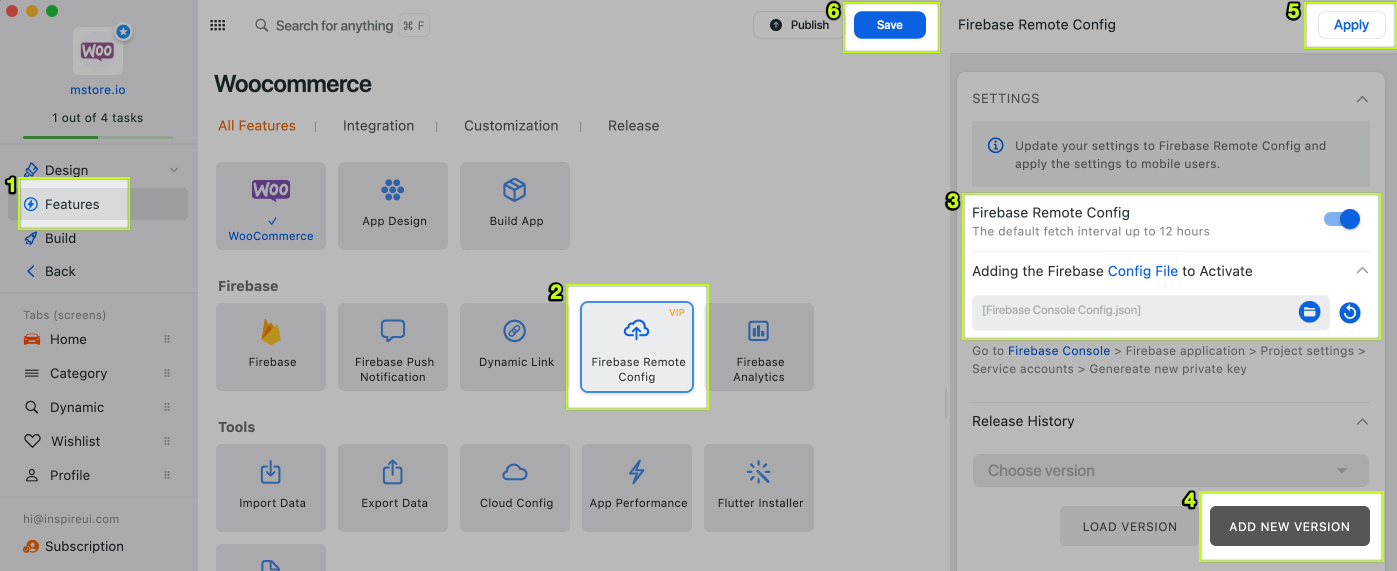 6
Search for anything ⌘ F
Publish
Save
Firebase Remote Config
5
Apply
WOO
mstore.io
1 out of 4 tasks
Design
1
Features
Build
Back
Tabs (screens)
Home
Category
Dynamic
Wishlist
Profile
hi@inspireui.com
Subscription
Woocommerce
All Features | Integration | Customization | Release
WOO
WooCommerce
App Design
Build App
Firebase
Firebase
Firebase Push
Notification
Dynamic Link
2
VIP
Firebase Remote
Config
Firebase
Analytics
Tools
Import Data
Export Data
Cloud Config
App Performance
Flutter Installer
SETTINGS
Update your settings to Firebase Remote Config and
apply the settings to mobile users.
3
Firebase Remote Config
The default fetch interval up to 12 hours
Adding the Firebase Config File to Activate
[Firebase Console Config.json]
Go to Firebase Console > Firebase application > Project settings >
Service accounts > Genereate new private key
Release History
Choose version
4
LOAD VERSION
ADD NEW VERSION